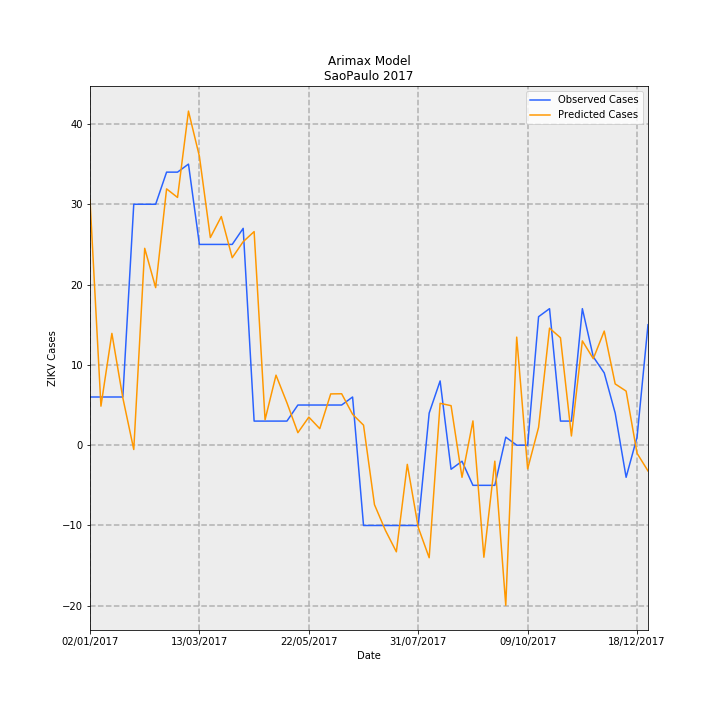 Arimax Model
SaoPaulo 2017
Observed Cases
Predicted Cases
ZIKV Cases
40
30
20
10
0
−10
−20
02/01/2017 13/03/2017 22/05/2017 31/07/2017 09/10/2017 18/12/2017
Date